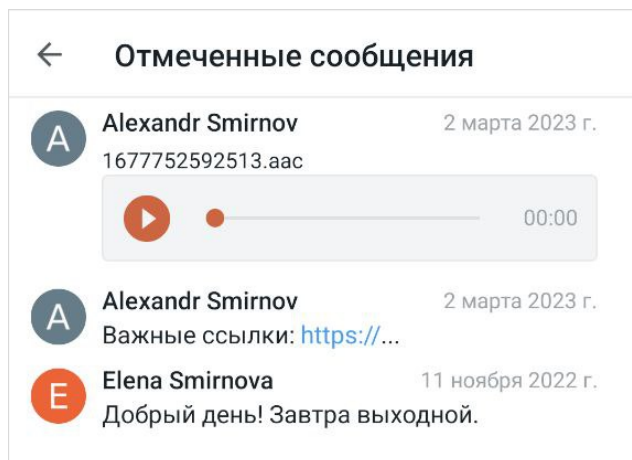 Отмеченные сообщения
A
Alexandr Smirnov 2 марта 2023 г.
1677752592513.aac
00:00
A
Alexandr Smirnov 2 марта 2023 г.
Важные ссылки: https://...
E
Elena Smirnova 11 ноября 2022 г.
Добрый день! Завтра выходной.